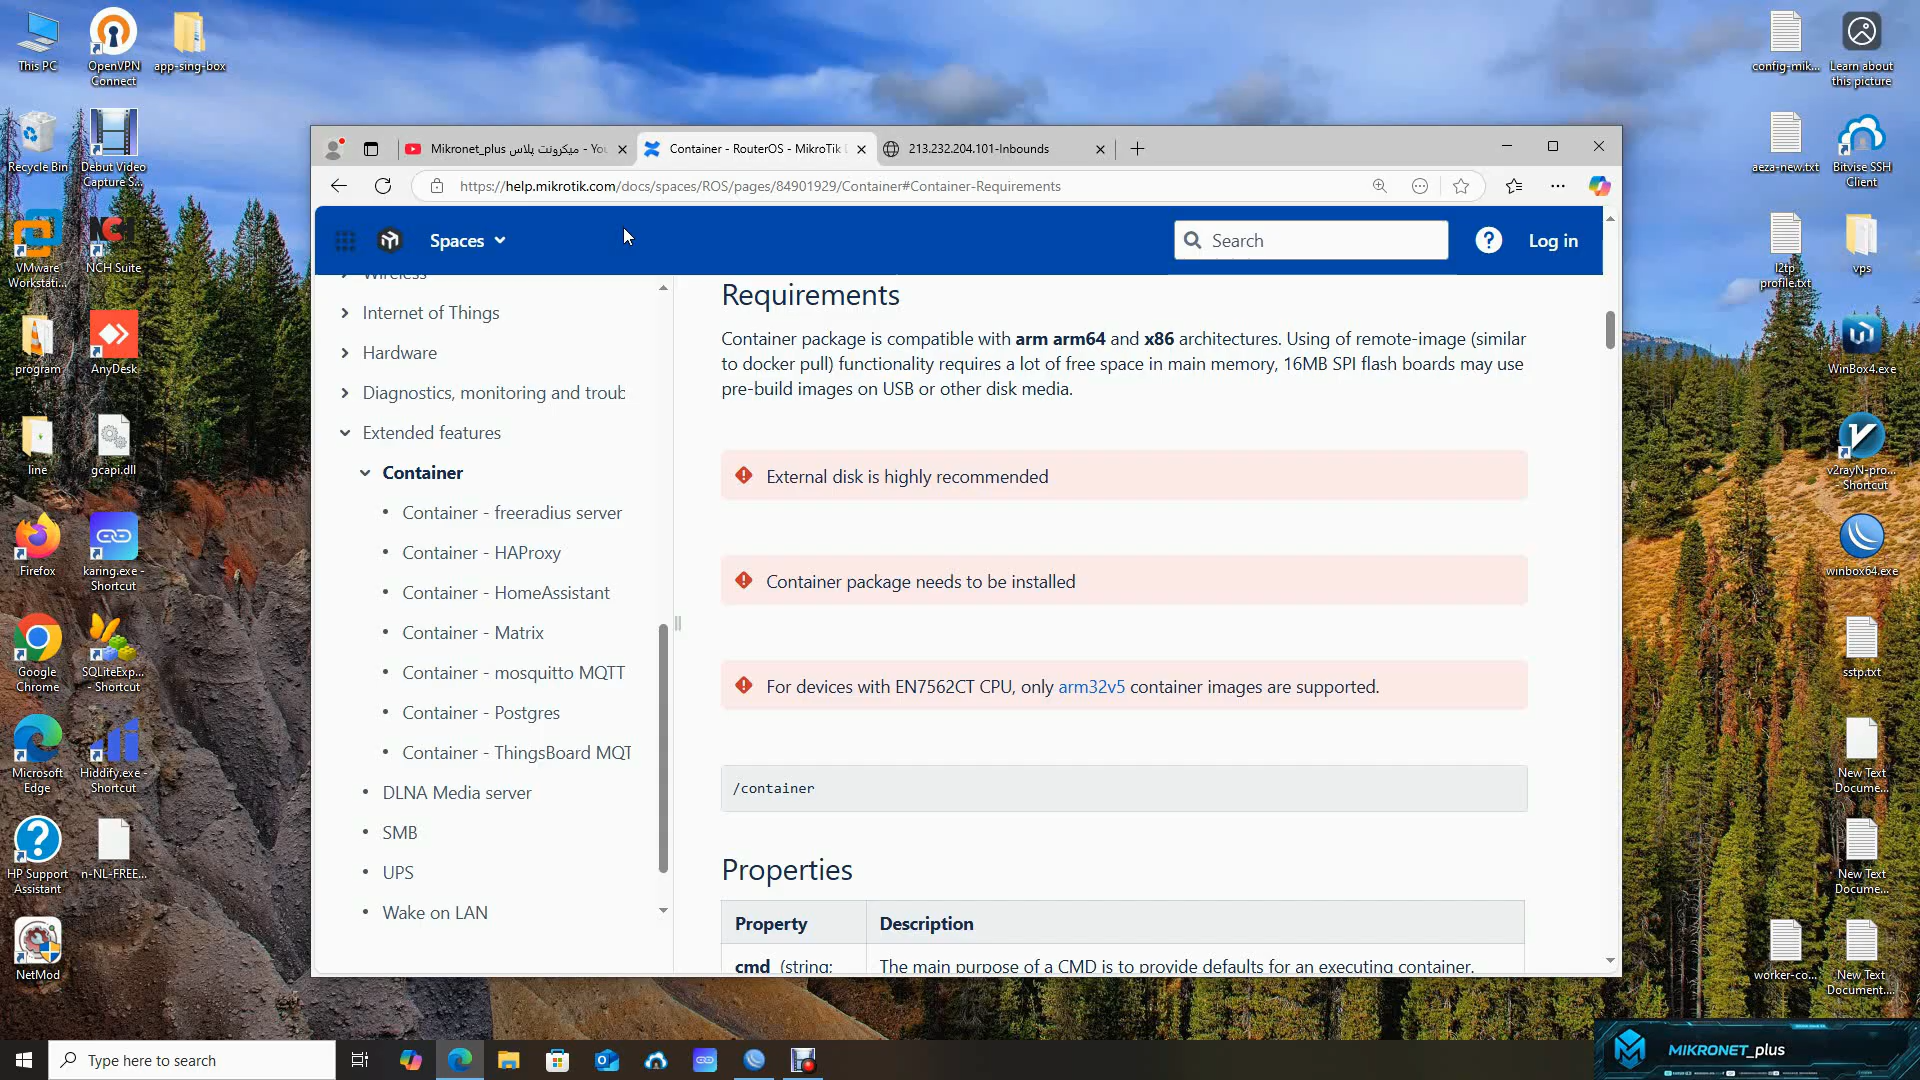 This PC
OpenVPN
Connect
app-sing-box
Recycle Bin
Debut Video
Capture S...
VMware
Workstati...
NCH
NCH Suite
program
AnyDesk
line
gcapi.dll
Firefox
karing.exe -
Shortcut
Google
Chrome
SQLiteExp...
- Shortcut
Microsoft
Edge
Hiddify.exe -
Shortcut
HP Support
Assistant
n-NL-FREE...
NetMod
Mikronet_plus میکرونت پلاس - You
Container - RouterOS - MikroTik D
213.232.204.101-Inbounds
https://help.mikrotik.com/docs/spaces/ROS/pages/84901929/Container#Container-Requirements
Spaces
Search
Log in
Wireless
Internet of Things
Hardware
Diagnostics, monitoring and troub
Extended features
Container
Container - freeradius server
Container - HAProxy
Container - HomeAssistant
Container - Matrix
Container - mosquitto MQTT
Container - Postgres
Container - ThingsBoard MQT
DLNA Media server
SMB
UPS
Wake on LAN
Requirements
Container package is compatible with arm arm64 and x86 architectures. Using of remote-image (similar
to docker pull) functionality requires a lot of free space in main memory, 16MB SPI flash boards may use
pre-build images on USB or other disk media.
External disk is highly recommended
Container package needs to be installed
For devices with EN7562CT CPU, only arm32v5 container images are supported.
/container
Properties
Property Description
cmd (string; The main purpose of a CMD is to provide defaults for an executing container.
config-mik...
Learn about
this picture
aeza-new.txt
Bitvise SSH
Client
l2tp
profile.txt
vps
WinBox4.exe
v2rayN-pro...
- Shortcut
winbox64.exe
sstp.txt
New Text
Docume...
New Text
Docume...
worker-co...
New Text
Document....
Type here to search
MIKRONET_plus